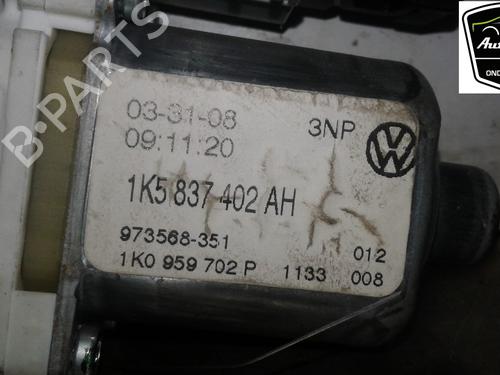 B-PARTS
03-31-08
3NP
09:11:20
1K5 837 402 AH
973568-351
012
1K0 959 702 P 1133 008